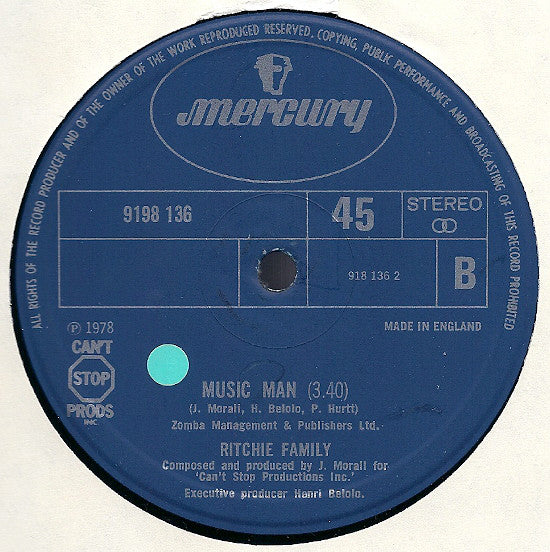 ALL RIGHTS OF THE RECORD PRODUCER AND OF THE OWNER OF THE WORK REPRODUCED RESERVED. COPYING, PUBLIC PERFORMANCE AND BROADCASTING OF THIS RECORD PROHIBITED
mercury
9198 136
45
STEREO
918 136 2
B
℗ 1978
MADE IN ENGLAND
CAN'T
STOP
PRODS
INC
MUSIC MAN (3.40)
(J. Morali, H. Belolo, P. Hurtt)
Zomba Management & Publishers Ltd.
RITCHIE FAMILY
Composed and produced by J. Morali for
'Can't Stop Productions Inc.'
Executive producer Henri Belolo.